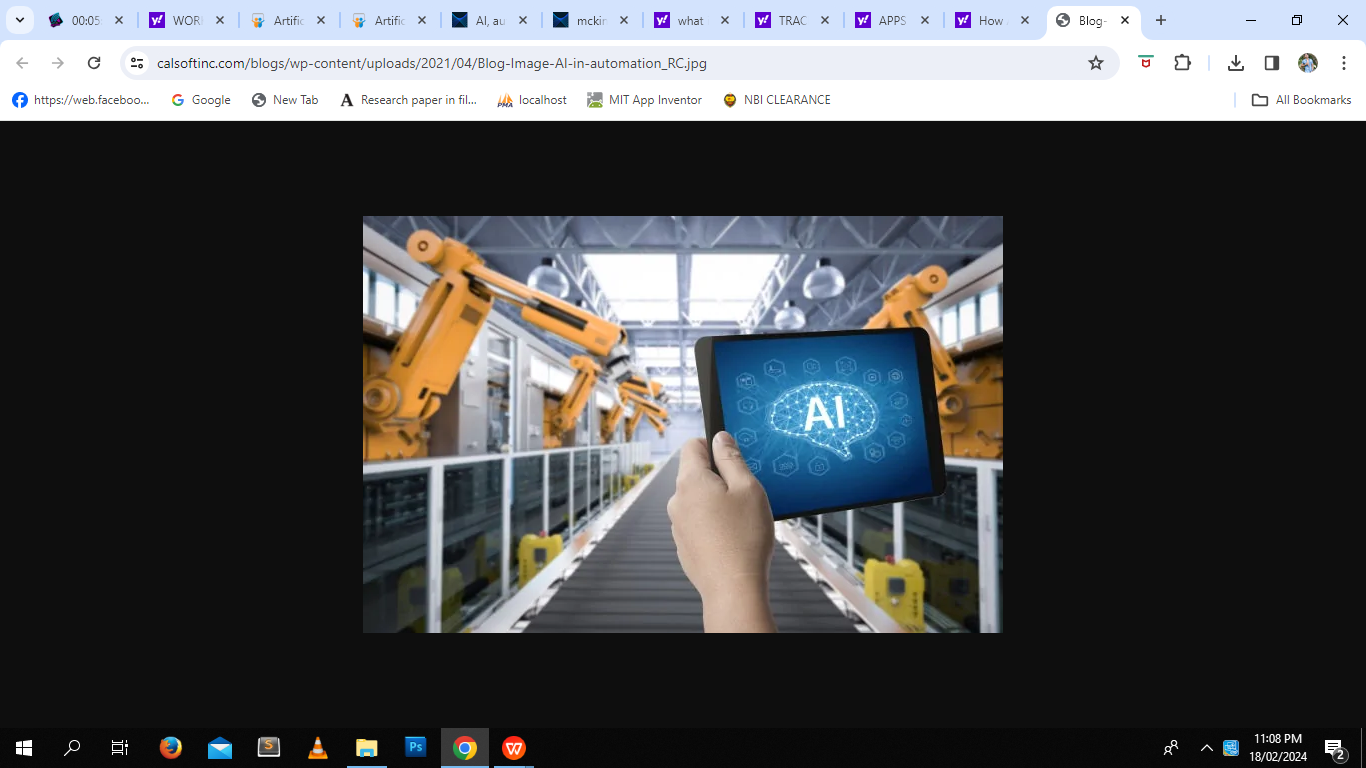 00:05:
WORI
Artific
Artific
AI, au
mckin
what
TRAC
APPS
How
Blog-
calsoftinc.com/blogs/wp-content/uploads/2021/04/Blog-Image-AI-in-automation_RC.jpg
https://web.faceboo...
Google
New Tab
Research paper in fil...
localhost
MIT App Inventor
NBI CLEARANCE
All Bookmarks
AI
11:08 PM
18/02/2024
2